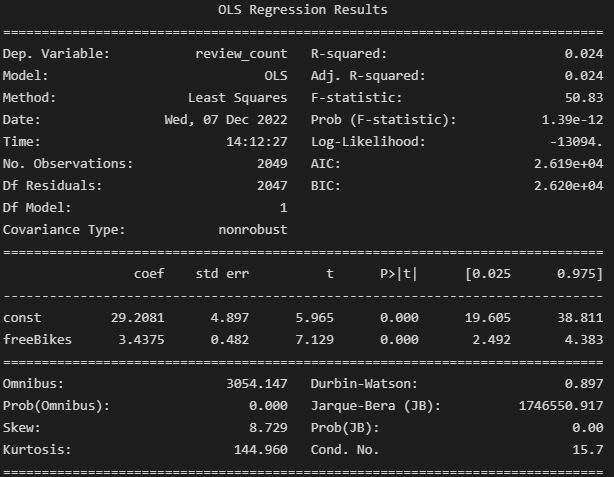 OLS Regression Results
==============================================================================
Dep. Variable:           review_count   R-squared:                       0.024
Model:                            OLS   Adj. R-squared:                  0.024
Method:                 Least Squares   F-statistic:                     50.83
Date:                Wed, 07 Dec 2022   Prob (F-statistic):           1.39e-12
Time:                        14:12:27   Log-Likelihood:                -13094.
No. Observations:                2049   AIC:                         2.619e+04
Df Residuals:                    2047   BIC:                         2.620e+04
Df Model:                           1
Covariance Type:            nonrobust
==============================================================================
                 coef    std err          t      P>|t|      [0.025      0.975]
------------------------------------------------------------------------------
const         29.2081      4.897      5.965      0.000      19.605      38.811
freeBikes      3.4375      0.482      7.129      0.000       2.492       4.383
==============================================================================
Omnibus:                     3054.147   Durbin-Watson:                   0.897
Prob(Omnibus):                  0.000   Jarque-Bera (JB):          1746550.917
Skew:                           8.729   Prob(JB):                         0.00
Kurtosis:                     144.960   Cond. No.                         15.7
==============================================================================